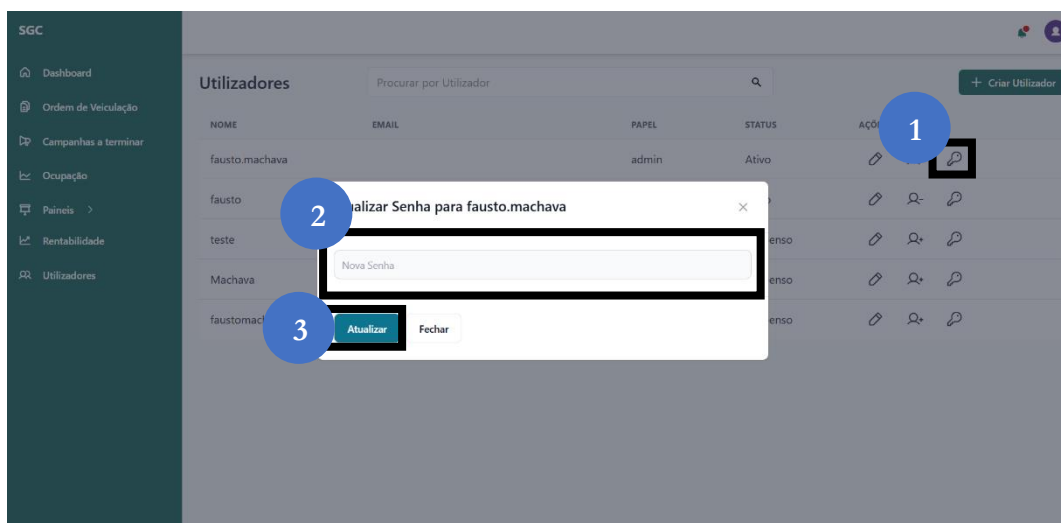 SGC
Dashboard
Ordem de Veiculação
Campanhas a terminar
Ocupação
Paineis >
Rentabilidade
Utilizadores
Utilizadores
Procurar por Utilizador
+ Criar Utilizador
NOME EMAIL PAPEL STATUS AÇÕ
1
fausto.machava admin Ativo
fausto
2
alizar Senha para fausto.machava
teste enso
Nova Senha
Machava enso
faustomac enso
3
Atualizar Fechar